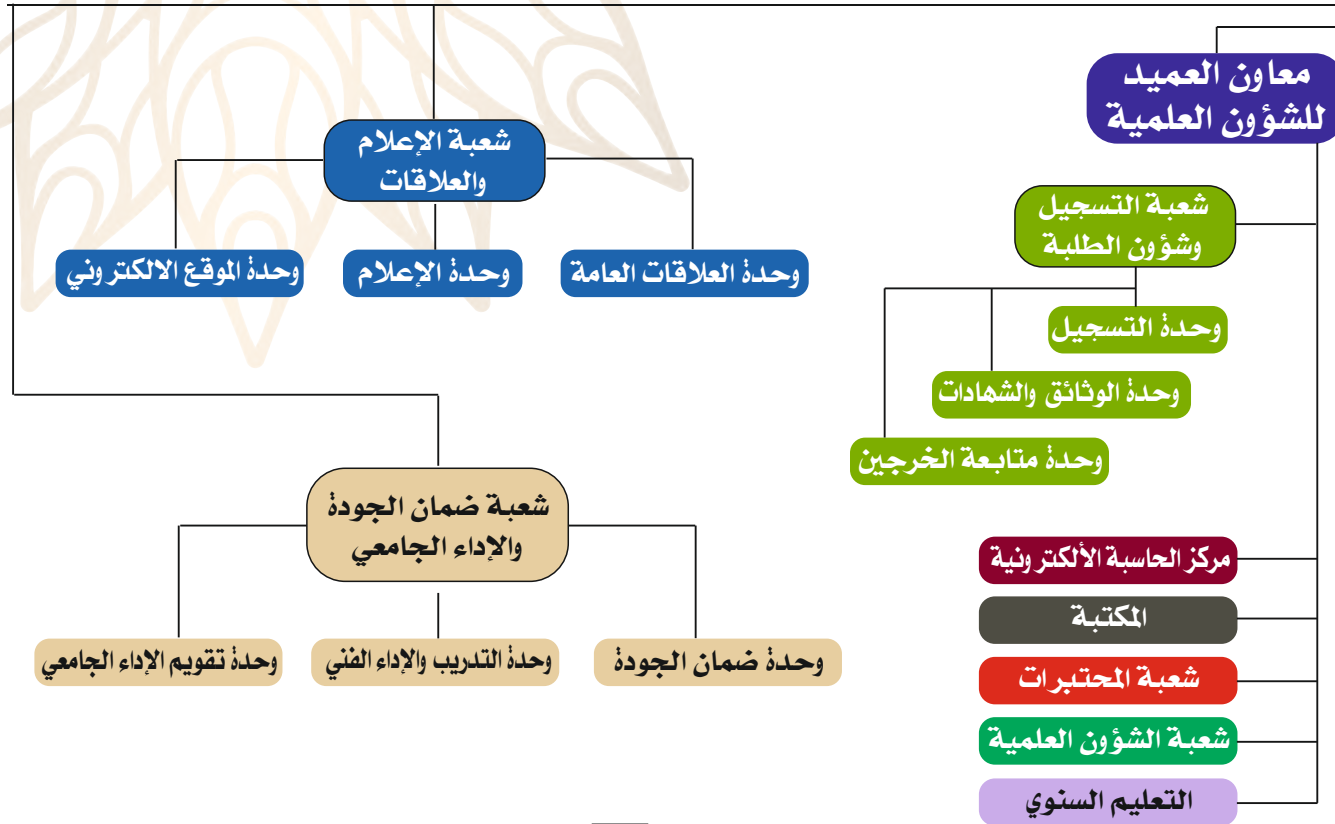 معاون العميد
للشؤون العلمية
شعبة التسجيل
وشؤون الطلبة
وحدة التسجيل
وحدة الوثائق والشهادات
وحدة متابعة الخرجين
مركز الحاسبة الألكترونية
المكتبة
شعبة المحتبرات
شعبة الشؤون العلمية
التعليم السنوي
شعبة الإعلام
والعلاقات
وحدة العلاقات العامة
وحدة الإعلام
وحدة الموقع الالكتروني
شعبة ضمان الجودة
والإداء الجامعي
وحدة ضمان الجودة
وحدة التدريب والإداء الفني
وحدة تقويم الإداء الجامعي